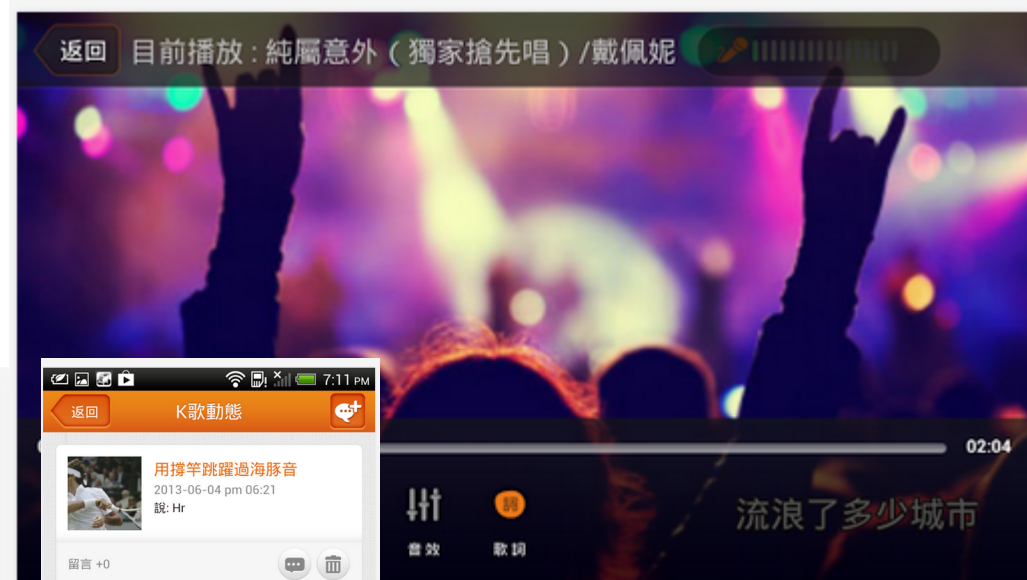 返回 目前播放 : 純屬意外 ( 獨家搶先唱 ) /戴佩妮
7:11 PM
返回 K歌動態
用撐竿跳躍過海豚音
2013-06-04 pm 06:21
說: Hr
留言 +0
02:04
詞
音效 歌詞
流浪了多少城市